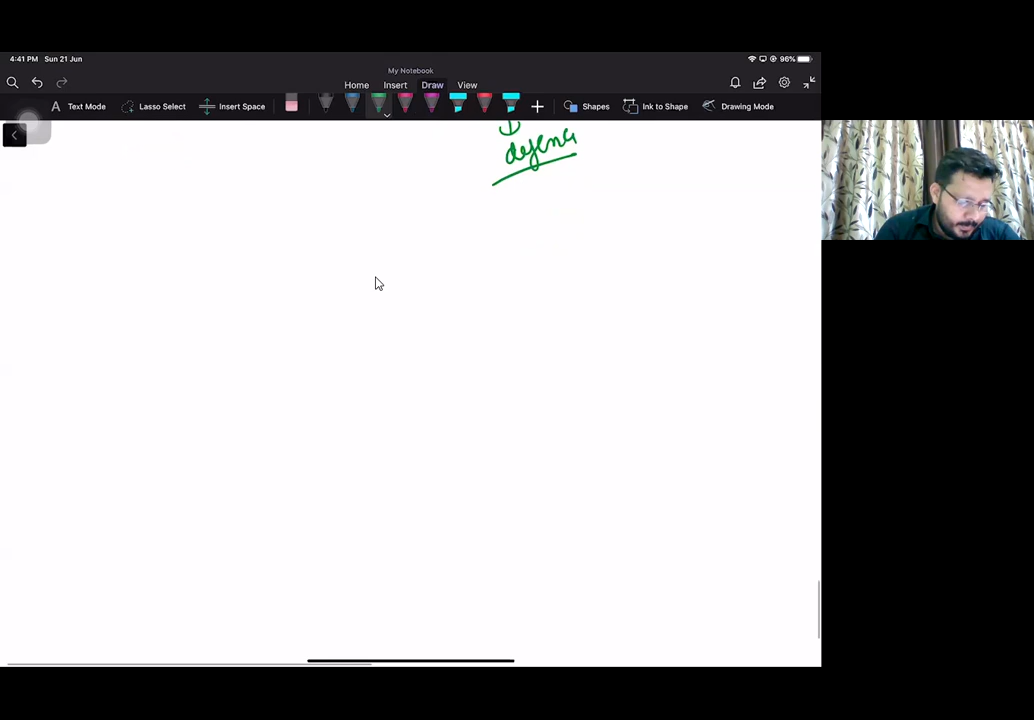 4:41 PM Sun 21 Jun
96%
My Notebook
Home Insert Draw View
Text Mode Lasso Select Insert Space Shapes Ink to Shape Drawing Mode